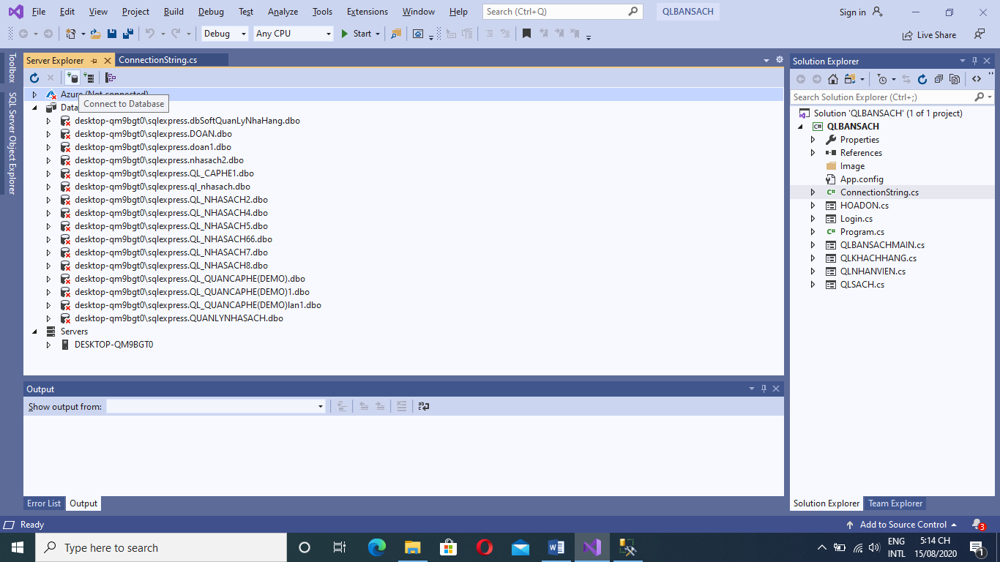 File Edit View Project Build Debug Test Analyze Tools Extensions Window Help Search (Ctrl+Q) QLBANSACH Sign in
Debug Any CPU Start Live Share
Toolbox
SQL Server Object Explorer
Server Explorer ConnectionString.cs
Azure (Not connected)
Connect to Database
Data
desktop-qm9bgt0\sqlexpress.dbSoftQuanLyNhaHang.dbo
desktop-qm9bgt0\sqlexpress.DOAN.dbo
desktop-qm9bgt0\sqlexpress.doan1.dbo
desktop-qm9bgt0\sqlexpress.nhasach2.dbo
desktop-qm9bgt0\sqlexpress.QL_CAPHE1.dbo
desktop-qm9bgt0\sqlexpress.ql_nhasach.dbo
desktop-qm9bgt0\sqlexpress.QL_NHASACH2.dbo
desktop-qm9bgt0\sqlexpress.QL_NHASACH4.dbo
desktop-qm9bgt0\sqlexpress.QL_NHASACH5.dbo
desktop-qm9bgt0\sqlexpress.QL_NHASACH66.dbo
desktop-qm9bgt0\sqlexpress.QL_NHASACH7.dbo
desktop-qm9bgt0\sqlexpress.QL_NHASACH8.dbo
desktop-qm9bgt0\sqlexpress.QL_QUANCAPHE(DEMO).dbo
desktop-qm9bgt0\sqlexpress.QL_QUANCAPHE(DEMO)1.dbo
desktop-qm9bgt0\sqlexpress.QL_QUANCAPHE(DEMO)lan1.dbo
desktop-qm9bgt0\sqlexpress.QUANLYNHASACH.dbo
Servers
DESKTOP-QM9BGT0
Output
Show output from:
Error List Output
Solution Explorer
Search Solution Explorer (Ctrl+;)
Solution 'QLBANSACH' (1 of 1 project)
C# QLBANSACH
Properties
References
Image
App.config
C# ConnectionString.cs
HOADON.cs
Login.cs
C# Program.cs
QLBANSACHMAIN.cs
QLKHACHHANG.cs
QLNHANVIEN.cs
QLSACH.cs
Solution Explorer Team Explorer
Ready Add to Source Control 3
Type here to search
ENG
INTL
5:14 CH
15/08/2020
1